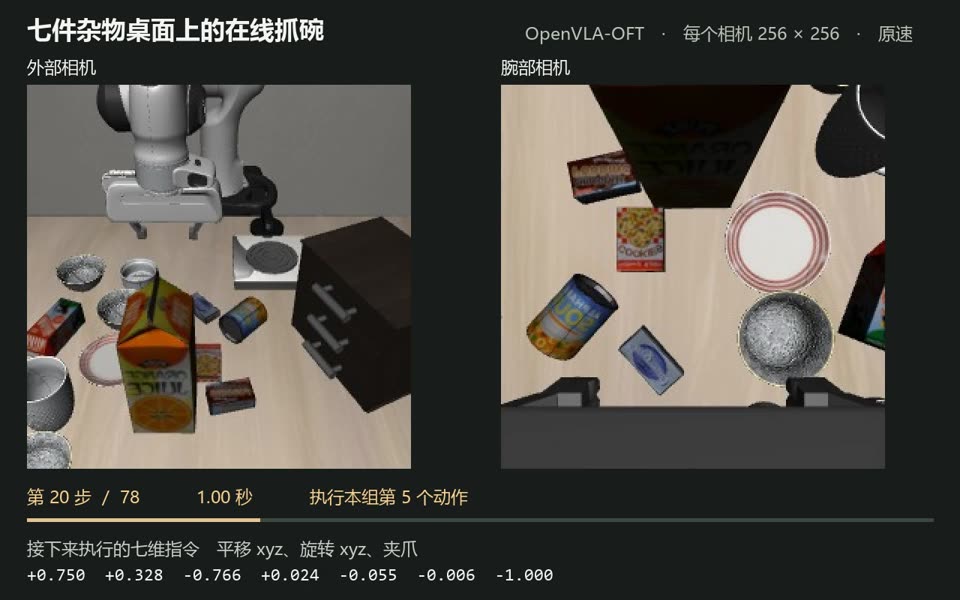 七件杂物桌面上的在线抓碗
OpenVLA-OFT · 每个相机 256 × 256 · 原速
外部相机
腕部相机
COOKIES
JUICE
第 20 步 / 78 1.00 秒 执行本组第 5 个动作
接下来执行的七维指令 平移 xyz、旋转 xyz、夹爪
+0.750 +0.328 -0.766 +0.024 -0.055 -0.006 -1.000